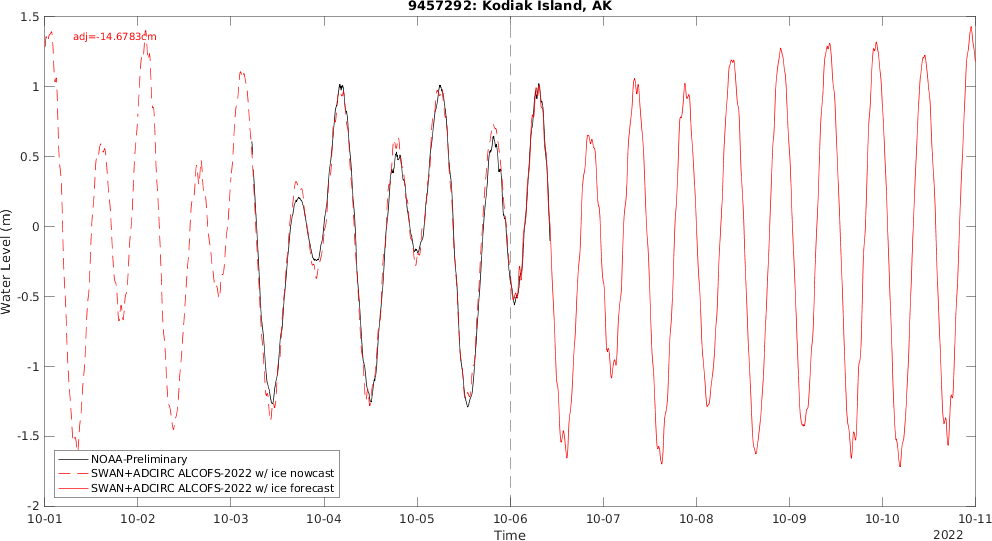 9457292: Kodiak Island, AK
adj=-14.6783cm
Water Level (m)
1.5
1
0.5
0
-0.5
-1
-1.5
-2
NOAA-Preliminary
SWAN+ADCIRC ALCOFS-2022 w/ ice nowcast
SWAN+ADCIRC ALCOFS-2022 w/ ice forecast
10-01 10-02 10-03 10-04 10-05 10-06 10-07 10-08 10-09 10-10 10-11
Time
2022